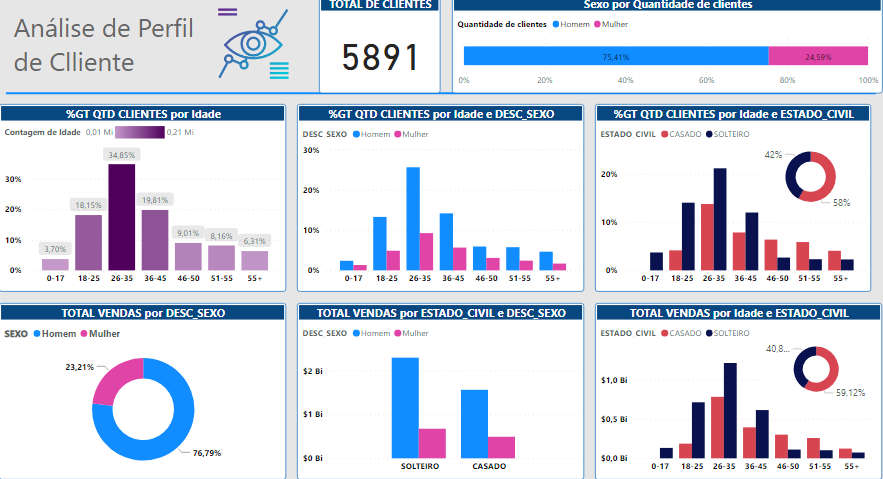 Análise de Perfil
de Clliente
TOTAL DE CLIENTES
5891
Sexo por Quantidade de clientes
Quantidade de clientes Homem Mulher
75,41% 24,59%
0% 20% 40% 60% 80% 100%
%GT QTD CLIENTES por Idade
Contagem de Idade 0,01 Mi 0,21 Mi
34,85%
30%
20%
10%
0%
3,70%
18,15%
19,81%
9,01%
8,16%
6,31%
0-17 18-25 26-35 36-45 46-50 51-55 55+
%GT QTD CLIENTES por Idade e DESC_SEXO
DESC_SEXO Homem Mulher
30%
20%
10%
0%
0-17 18-25 26-35 36-45 46-50 51-55 55+
%GT QTD CLIENTES por Idade e ESTADO_CIVIL
ESTADO_CIVIL CASADO SOLTEIRO
20%
10%
0%
42%
58%
0-17 18-25 26-35 36-45 46-50 51-55 55+
TOTAL VENDAS por DESC_SEXO
SEXO Homem Mulher
23,21%
76,79%
TOTAL VENDAS por ESTADO_CIVIL e DESC_SEXO
DESC_SEXO Homem Mulher
$2 Bi
$1 Bi
$0 Bi
SOLTEIRO CASADO
TOTAL VENDAS por Idade e ESTADO_CIVIL
ESTADO_CIVIL CASADO SOLTEIRO
$1,0 Bi
$0,5 Bi
$0,0 Bi
40,8...
59,12%
0-17 18-25 26-35 36-45 46-50 51-55 55+